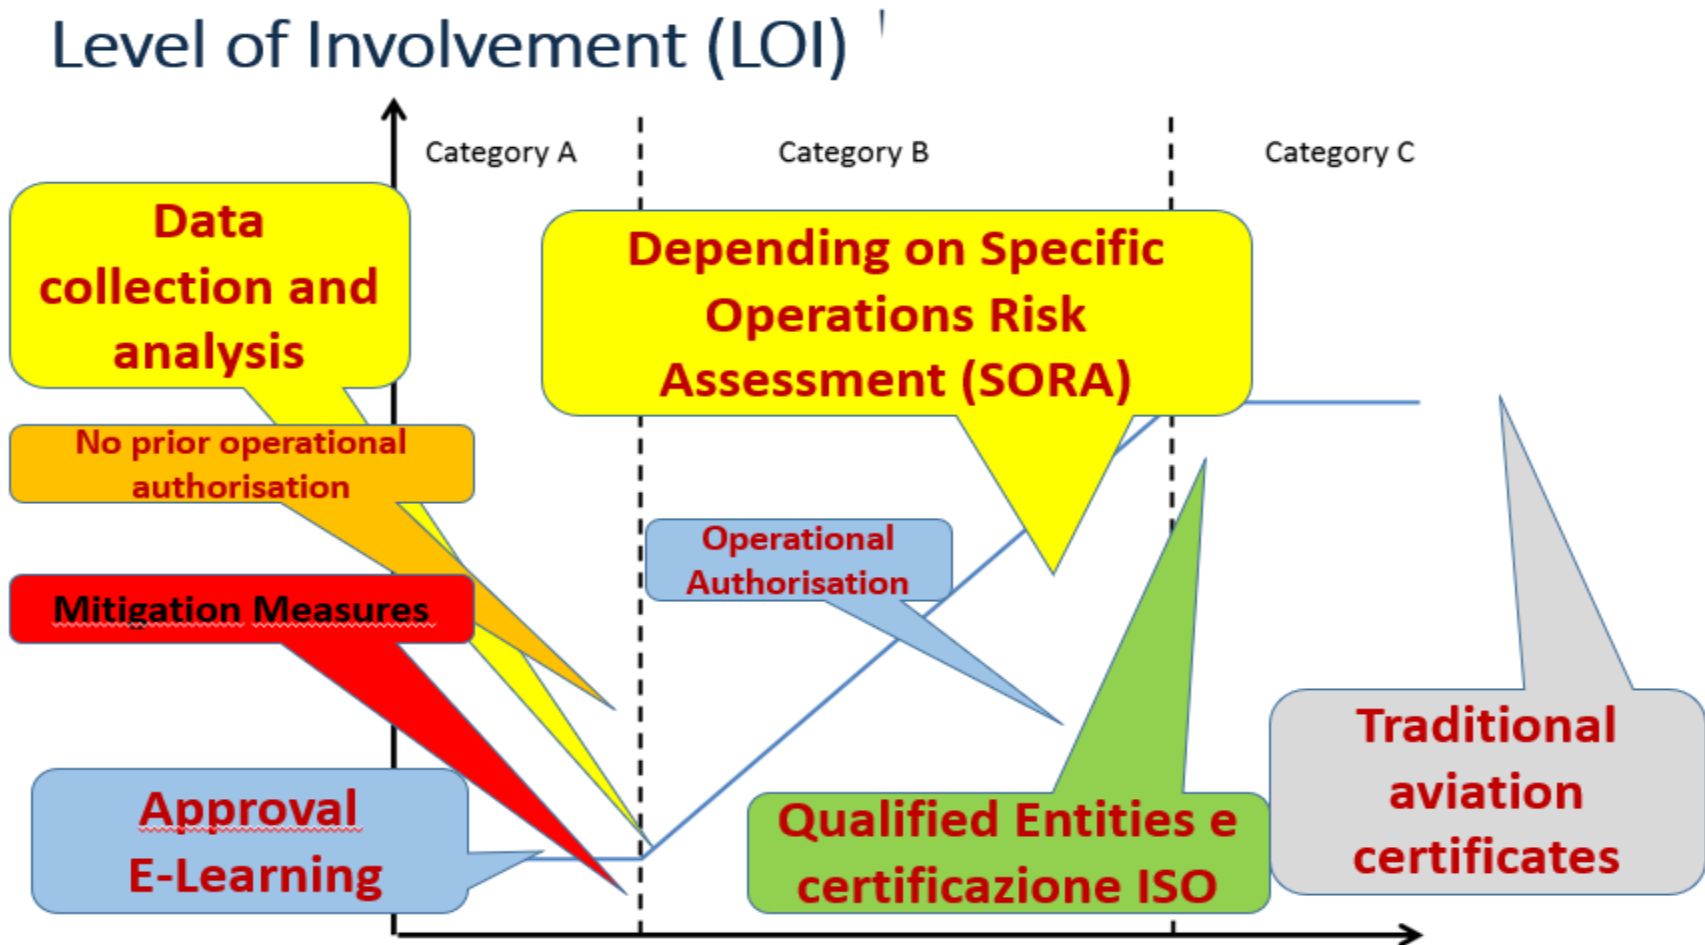 Level of Involvement (LOI)
Category A
Category B
Category C
Data
collection and
analysis
Depending on Specific
Operations Risk
Assessment (SORA)
No prior operational
authorisation
Operational
Authorisation
Mitigation Measures
Traditional
aviation
certificates
Approval
E-Learning
Qualified Entities e
certificazione ISO